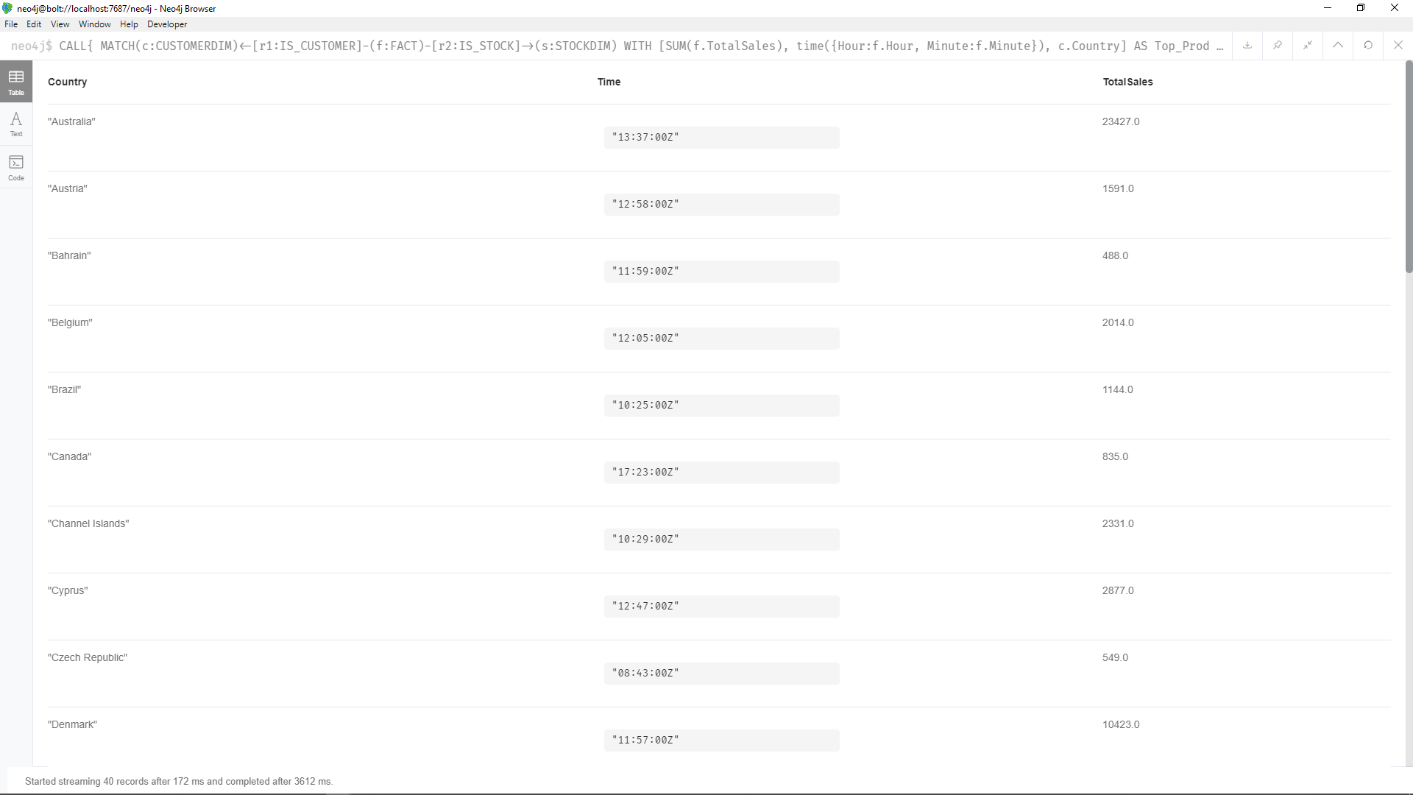 neo4j@bolt://localhost:7687/neo4j - Neo4j Browser
File Edit View Window Help Developer
neo4j$ CALL{ MATCH(c:CUSTOMERDIM)<-[r1:IS_CUSTOMER]-(f:FACT)-[r2:IS_STOCK]->(s:STOCKDIM) WITH [SUM(f.TotalSales), time({Hour:f.Hour, Minute:f.Minute}), c.Country] AS Top_Prod …
Table
Text
Code
Country Time TotalSales
"Australia" "13:37:00Z" 23427.0
"Austria" "12:58:00Z" 1591.0
"Bahrain" "11:59:00Z" 488.0
"Belgium" "12:05:00Z" 2014.0
"Brazil" "10:25:00Z" 1144.0
"Canada" "17:23:00Z" 835.0
"Channel Islands" "10:29:00Z" 2331.0
"Cyprus" "12:47:00Z" 2877.0
"Czech Republic" "08:43:00Z" 549.0
"Denmark" "11:57:00Z" 10423.0
Started streaming 40 records after 172 ms and completed after 3612 ms.